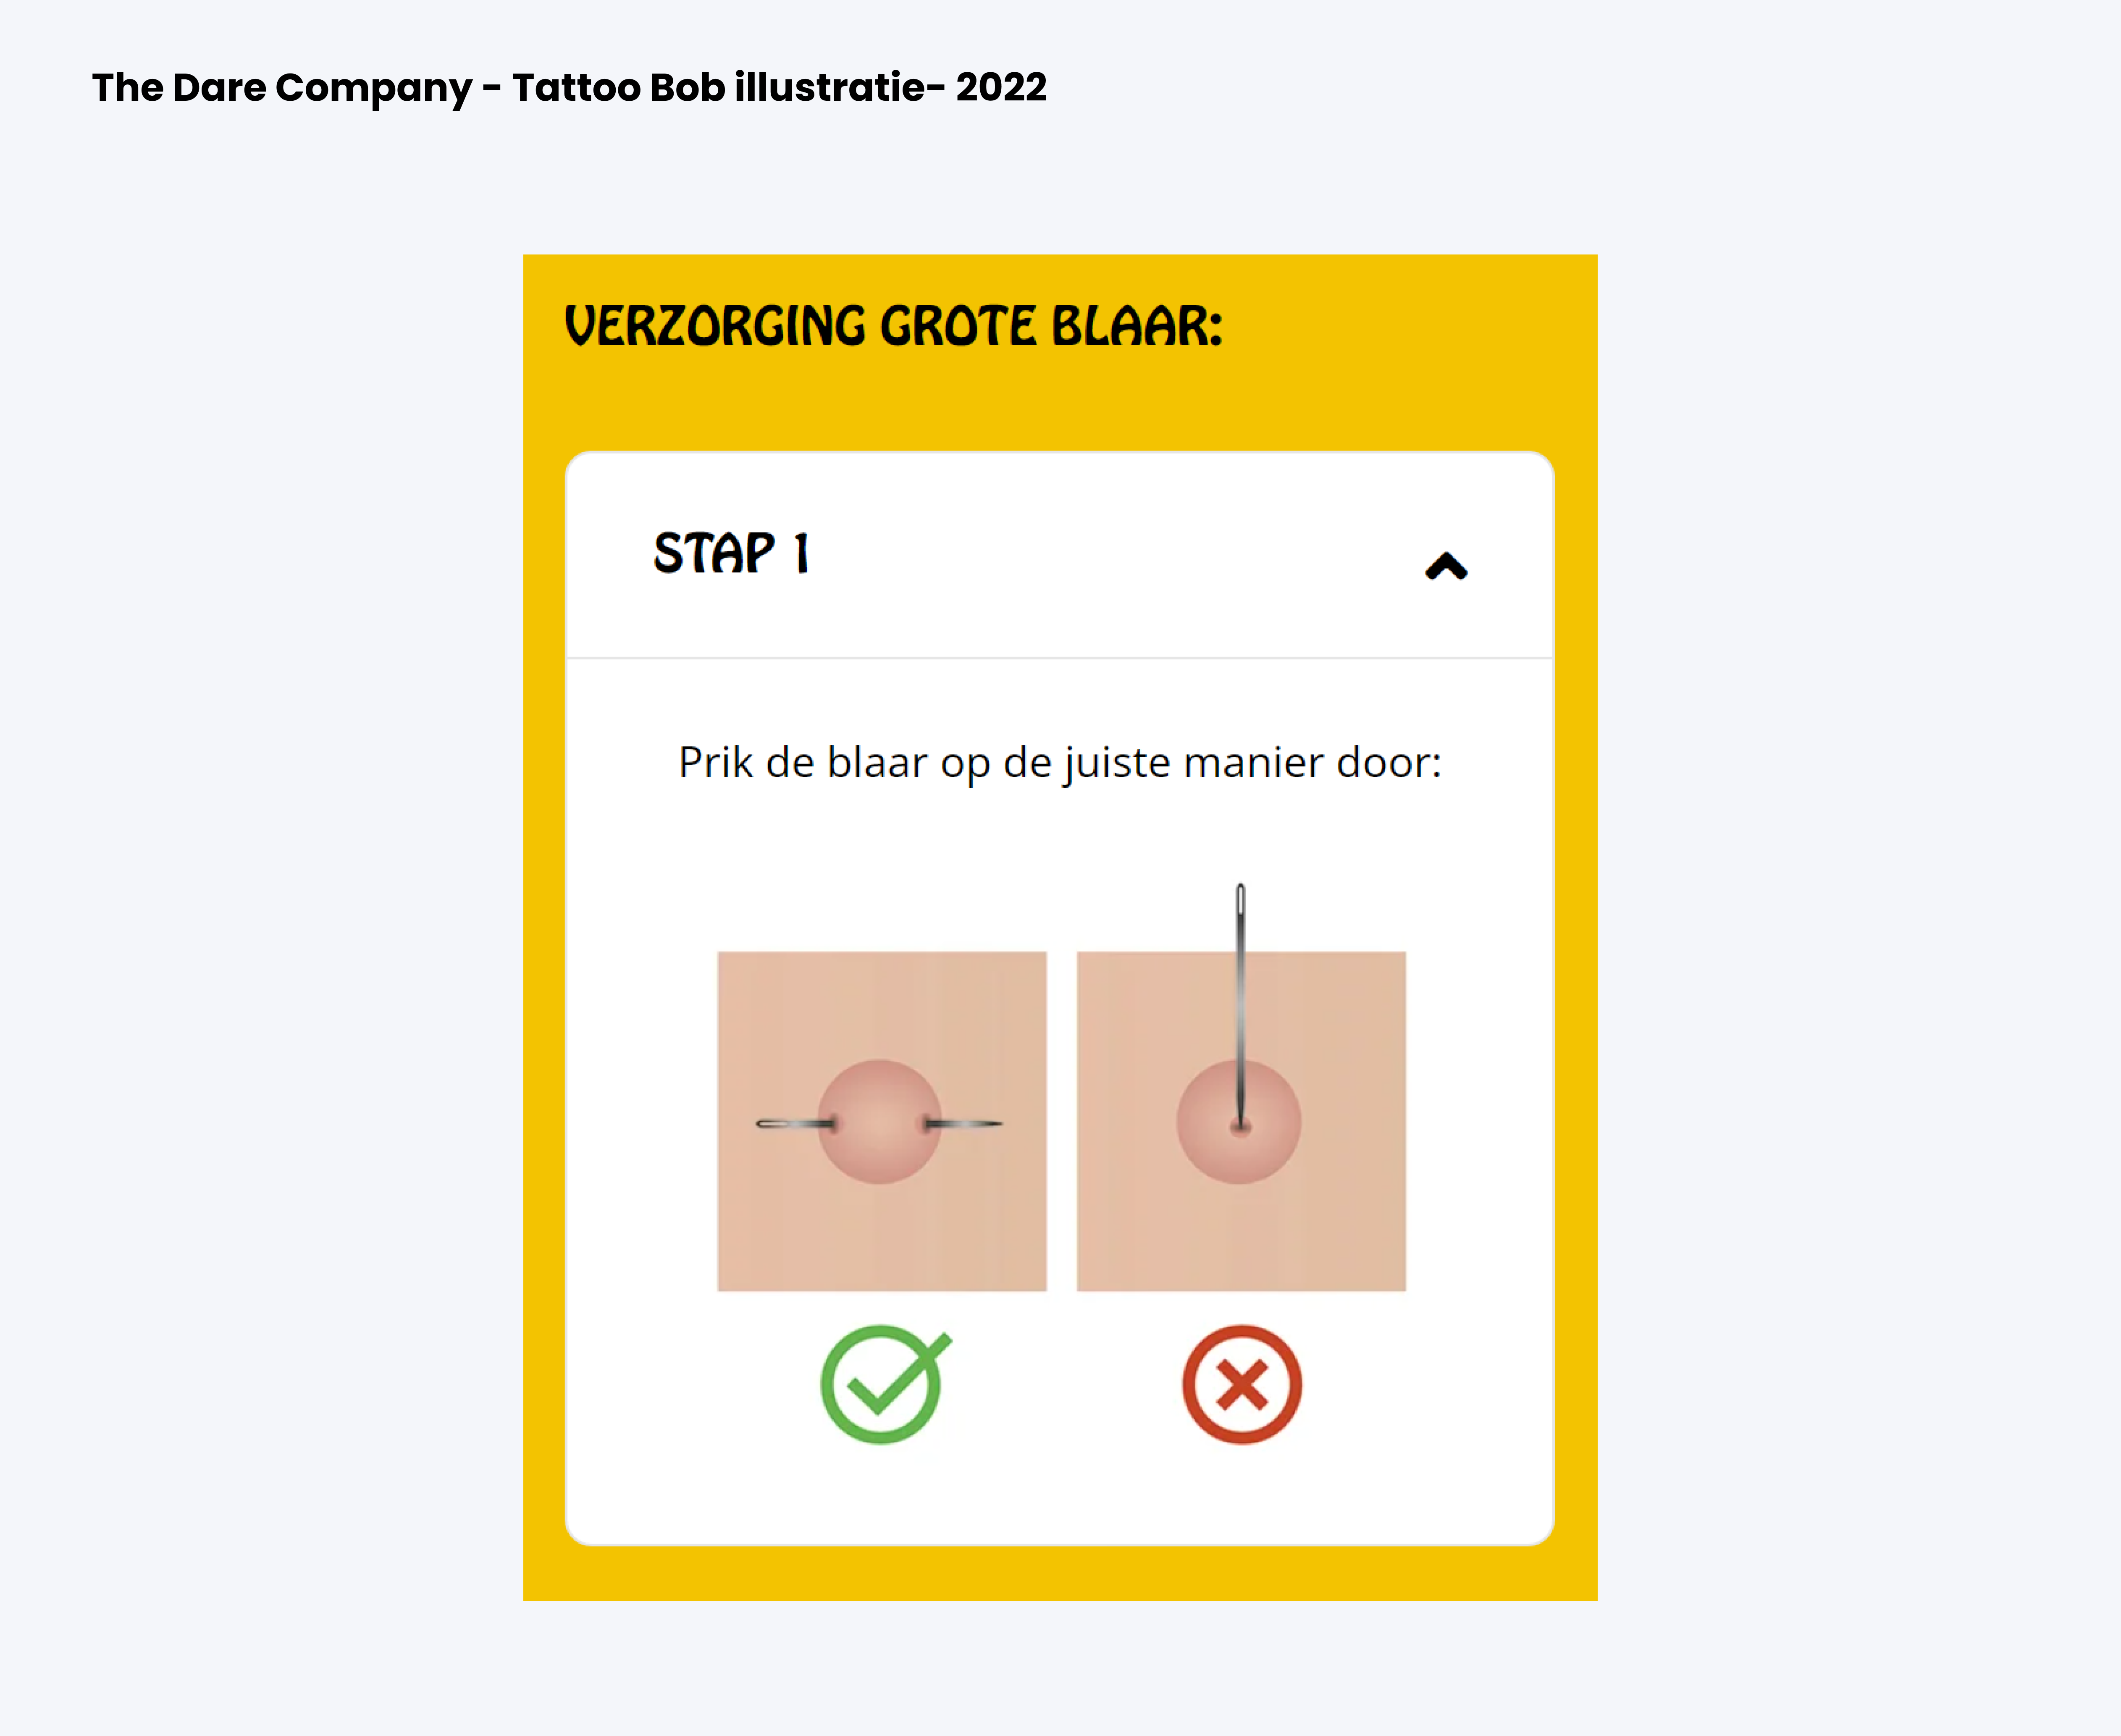 The Dare Company - Tattoo Bob illustratie- 2022
VERZORGING GROTE BLAAR:
STAP 1
Prik de blaar op de juiste manier door: